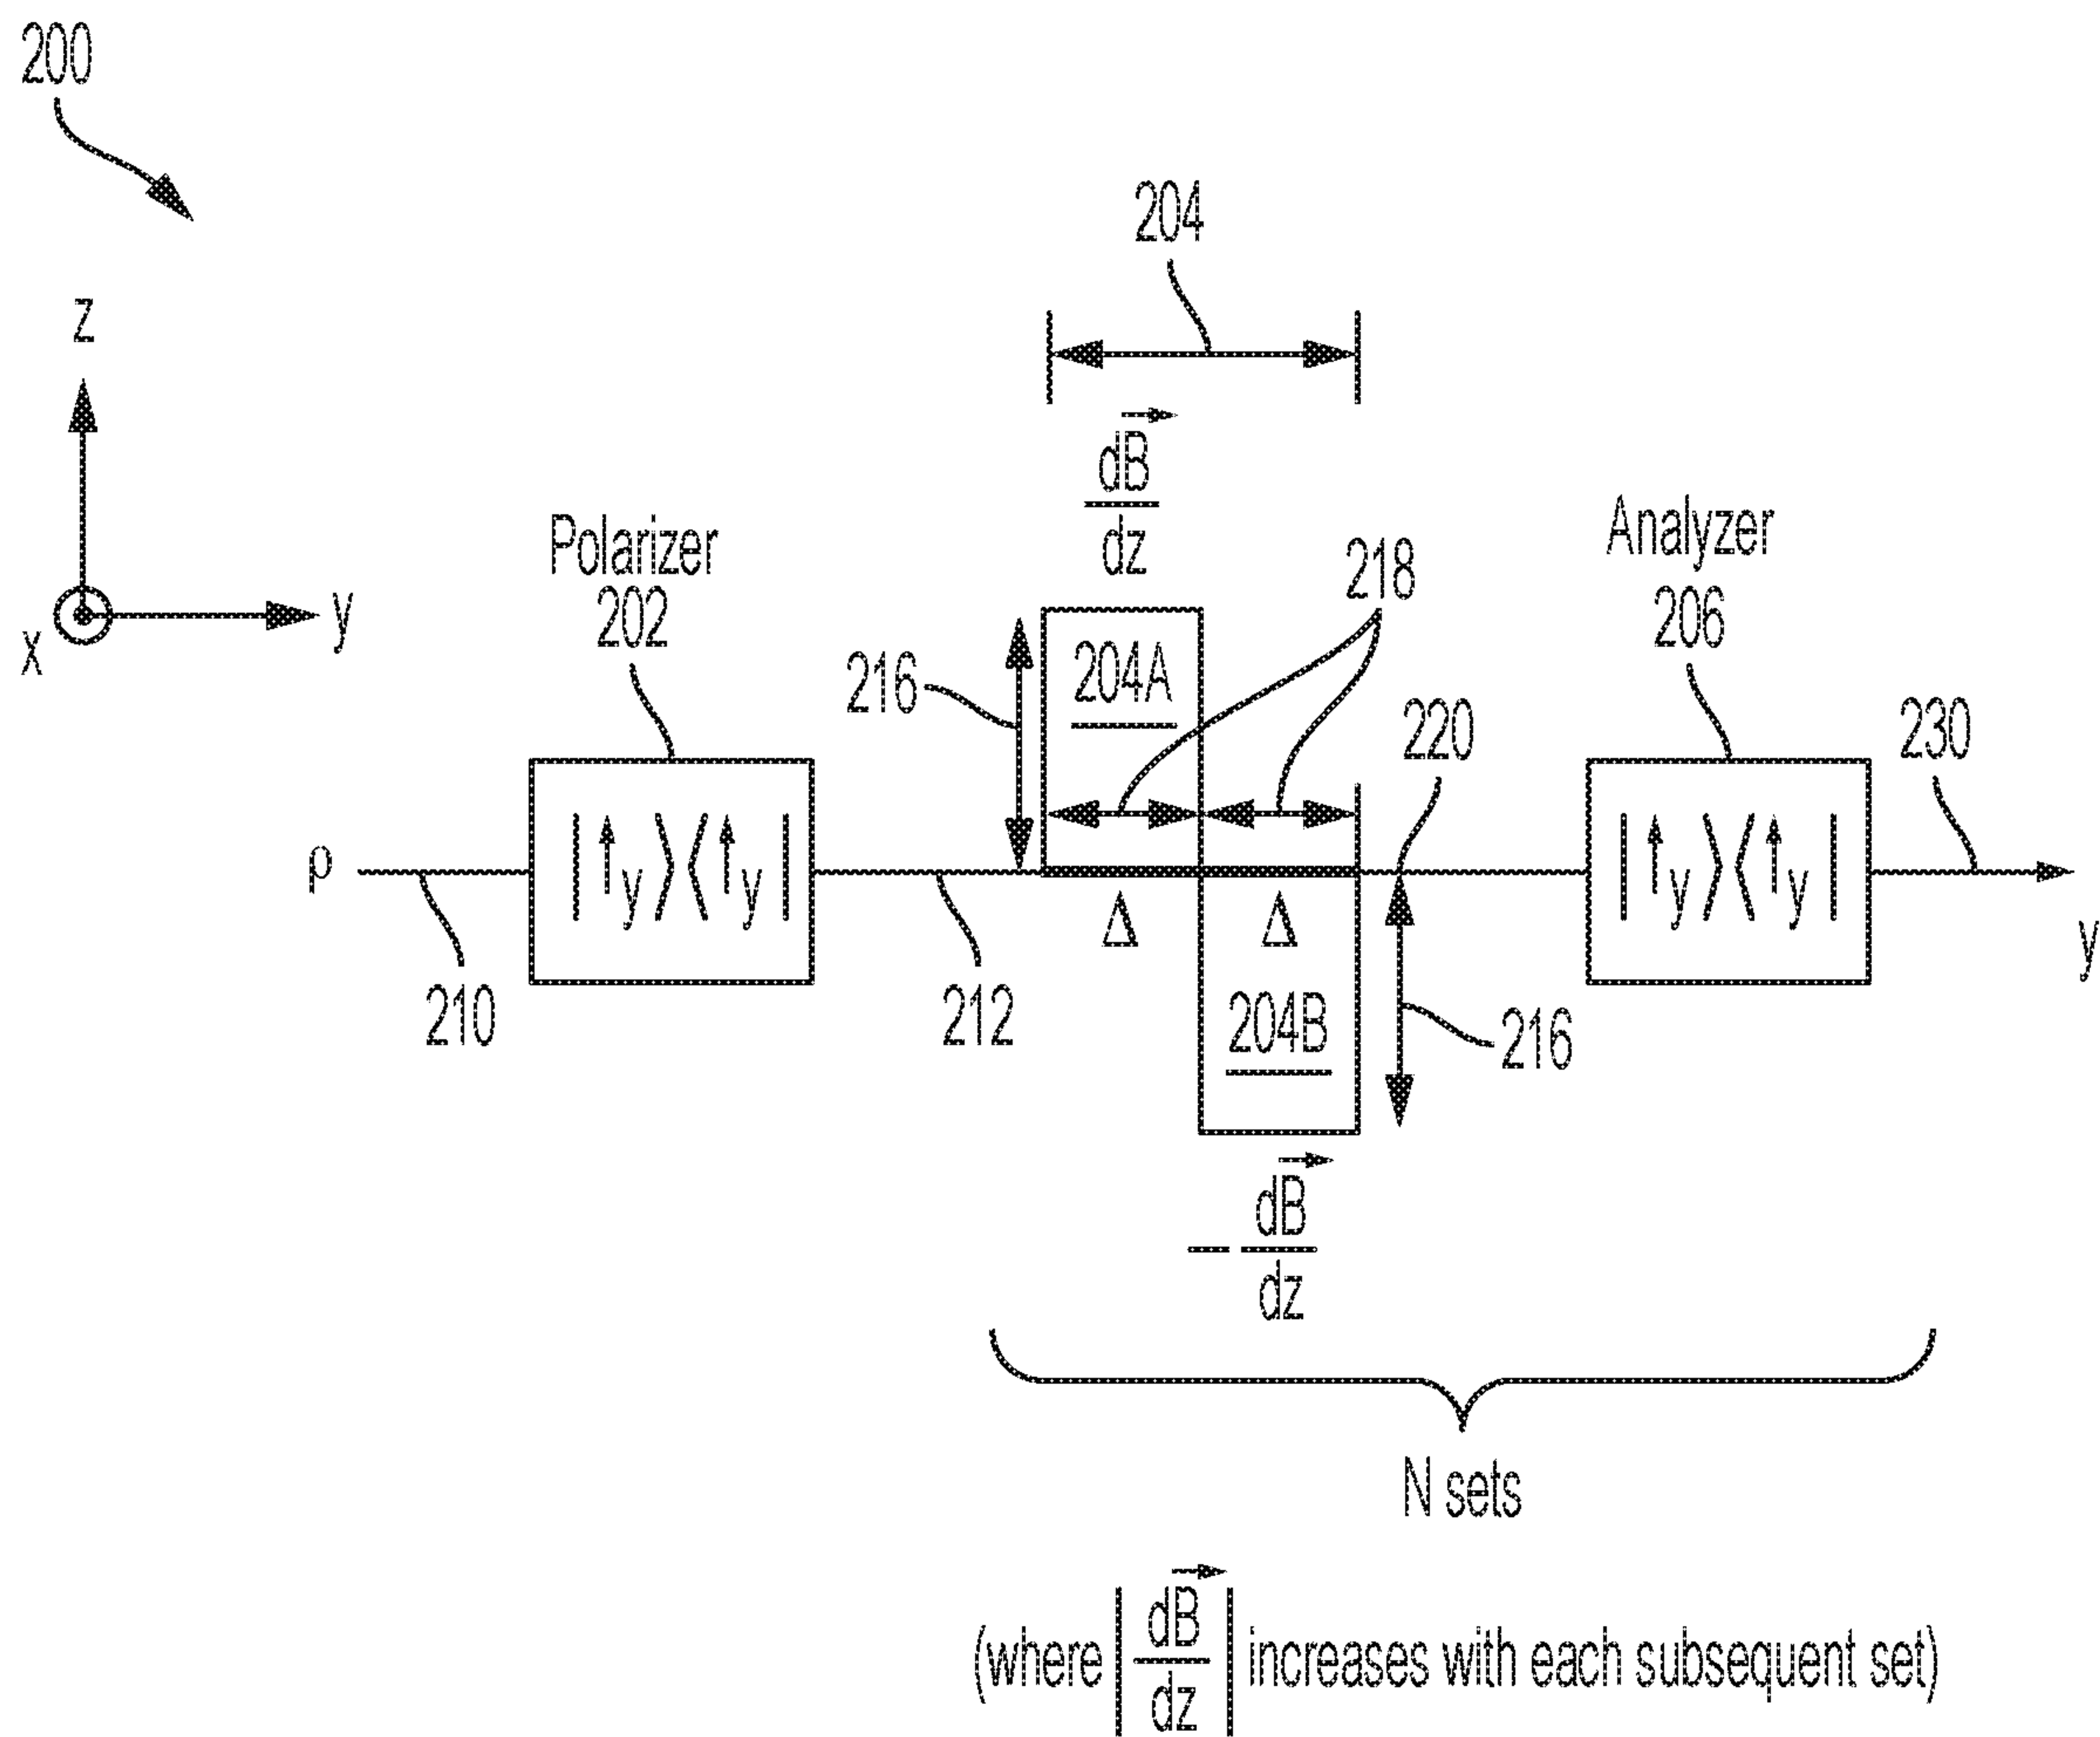 200
204
z
dB→
dz
Polarizer
202
Analyzer
206
218
y
x
216
204A
220
230
ρ
|↑y⟩⟨↑y|
|↑y⟩⟨↑y|
Δ Δ
y
210
212
204B
216
- dB→
dz
N sets
(where |dB→/dz| increases with each subsequent set)